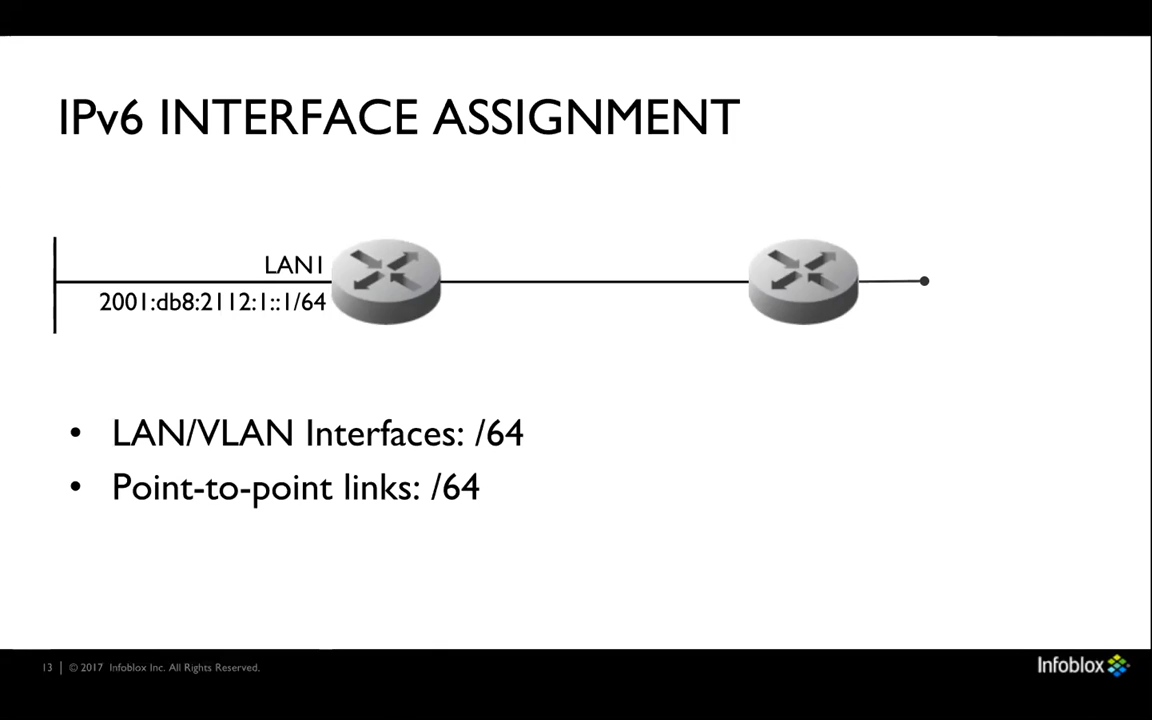 IPv6 INTERFACE ASSIGNMENT
LAN1
2001:db8:2112:1::1/64
• LAN/VLAN Interfaces: /64
• Point-to-point links: /64
13 | © 2017 Infoblox Inc. All Rights Reserved.
Infoblox